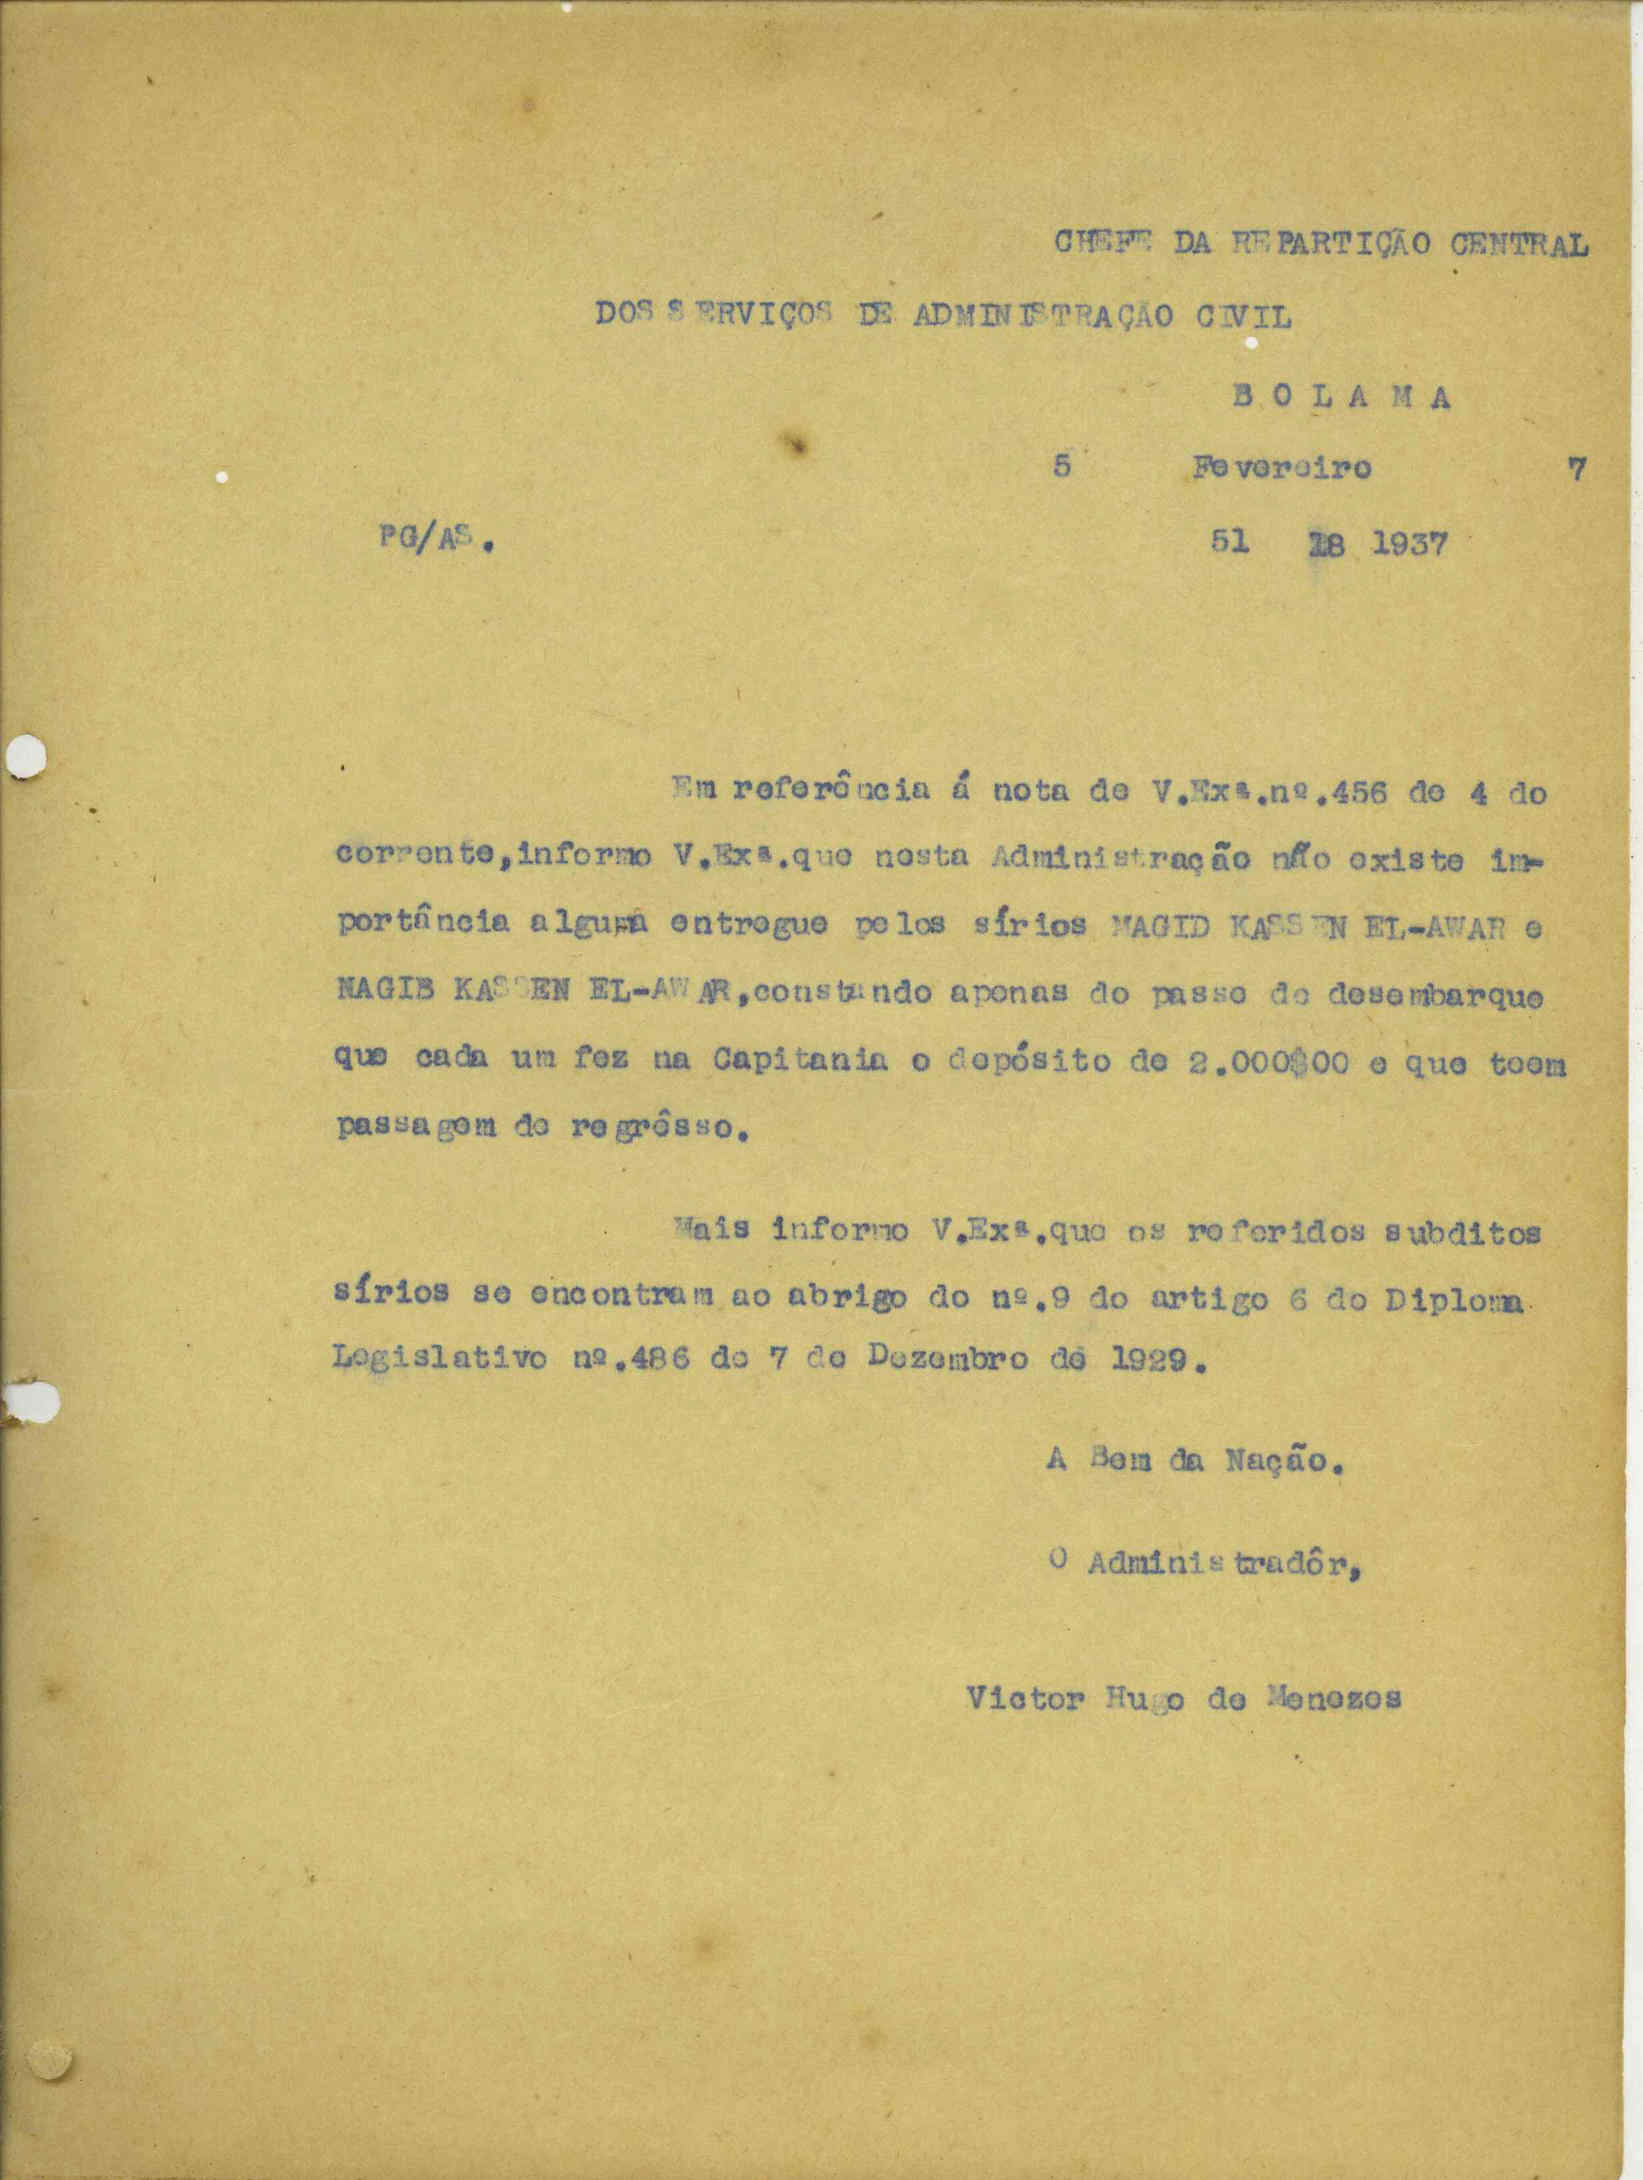 CHEFE DA REPARTIÇÃO CENTRAL
DOS SERVIÇOS DE ADMINISTRAÇÃO CIVIL
B O L A M A
5 Fevereiro 7
PG/AS. 51 18 1937
Em referência á nota de V.Exª.nº.456 de 4 do
corrente,informo V.Exª.que nesta Administração não existe im-
portância alguma entregue pelos sírios MAGID KASSEN EL-AWAR e
NAGIB KASSEN EL-AWAR,constando apenas do passe de desembarque
que cada um fez na Capitania o depósito de 2.000$00 e que teem
passagem de regrêsso.
Mais informo V.Exª.que os referidos subditos
sírios se encontram ao abrigo do nº.9 do artigo 6 do Diploma
Legislativo nº.486 de 7 de Dezembro de 1929.
A Bem da Nação.
O Administradôr,
Victor Hugo de Menezes